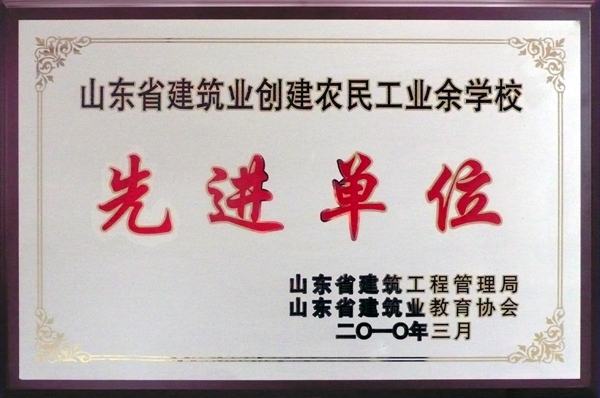 山东省建筑业创建农民工业余学校
先进单位
山东省建筑工程管理局
山东省建筑业教育协会
二〇一〇年三月